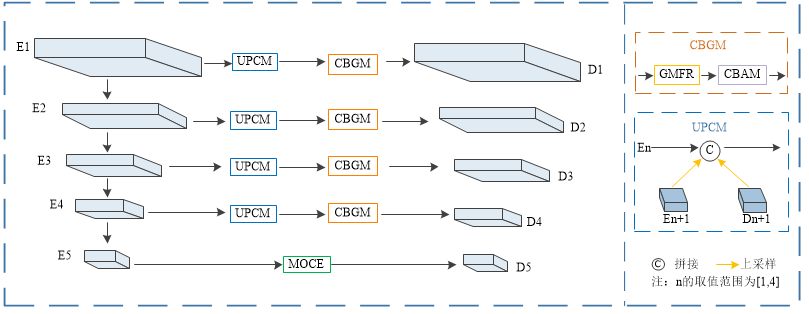 E1 UPCM CBGM D1
E2 UPCM CBGM D2
E3 UPCM CBGM D3
E4 UPCM CBGM D4
E5 MOCE D5
CBGM
GMFR CBAM
UPCM
En C
En+1 Dn+1
C 拼接 上采样
注：n的取值范围为[1,4]